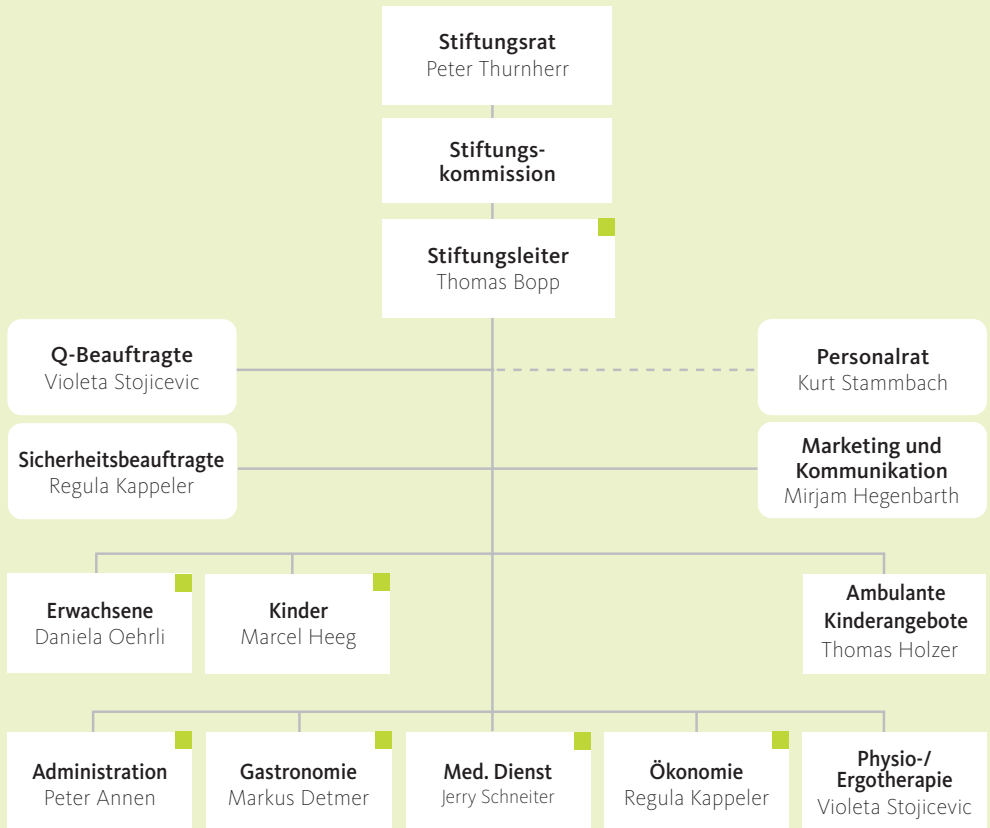 Stiftungsrat
Peter Thurnherr
Stiftungs-
kommission
Stiftungsleiter
Thomas Bopp
Q-Beauftragte
Violeta Stojicevic
Personalrat
Kurt Stammbach
Sicherheitsbeauftragte
Regula Kappeler
Marketing und
Kommunikation
Mirjam Hegenbarth
Erwachsene
Daniela Oehrli
Kinder
Marcel Heeg
Ambulante
Kinderangebote
Thomas Holzer
Administration
Peter Annen
Gastronomie
Markus Detmer
Med. Dienst
Jerry Schneiter
Ökonomie
Regula Kappeler
Physio-/
Ergotherapie
Violeta Stojicevic